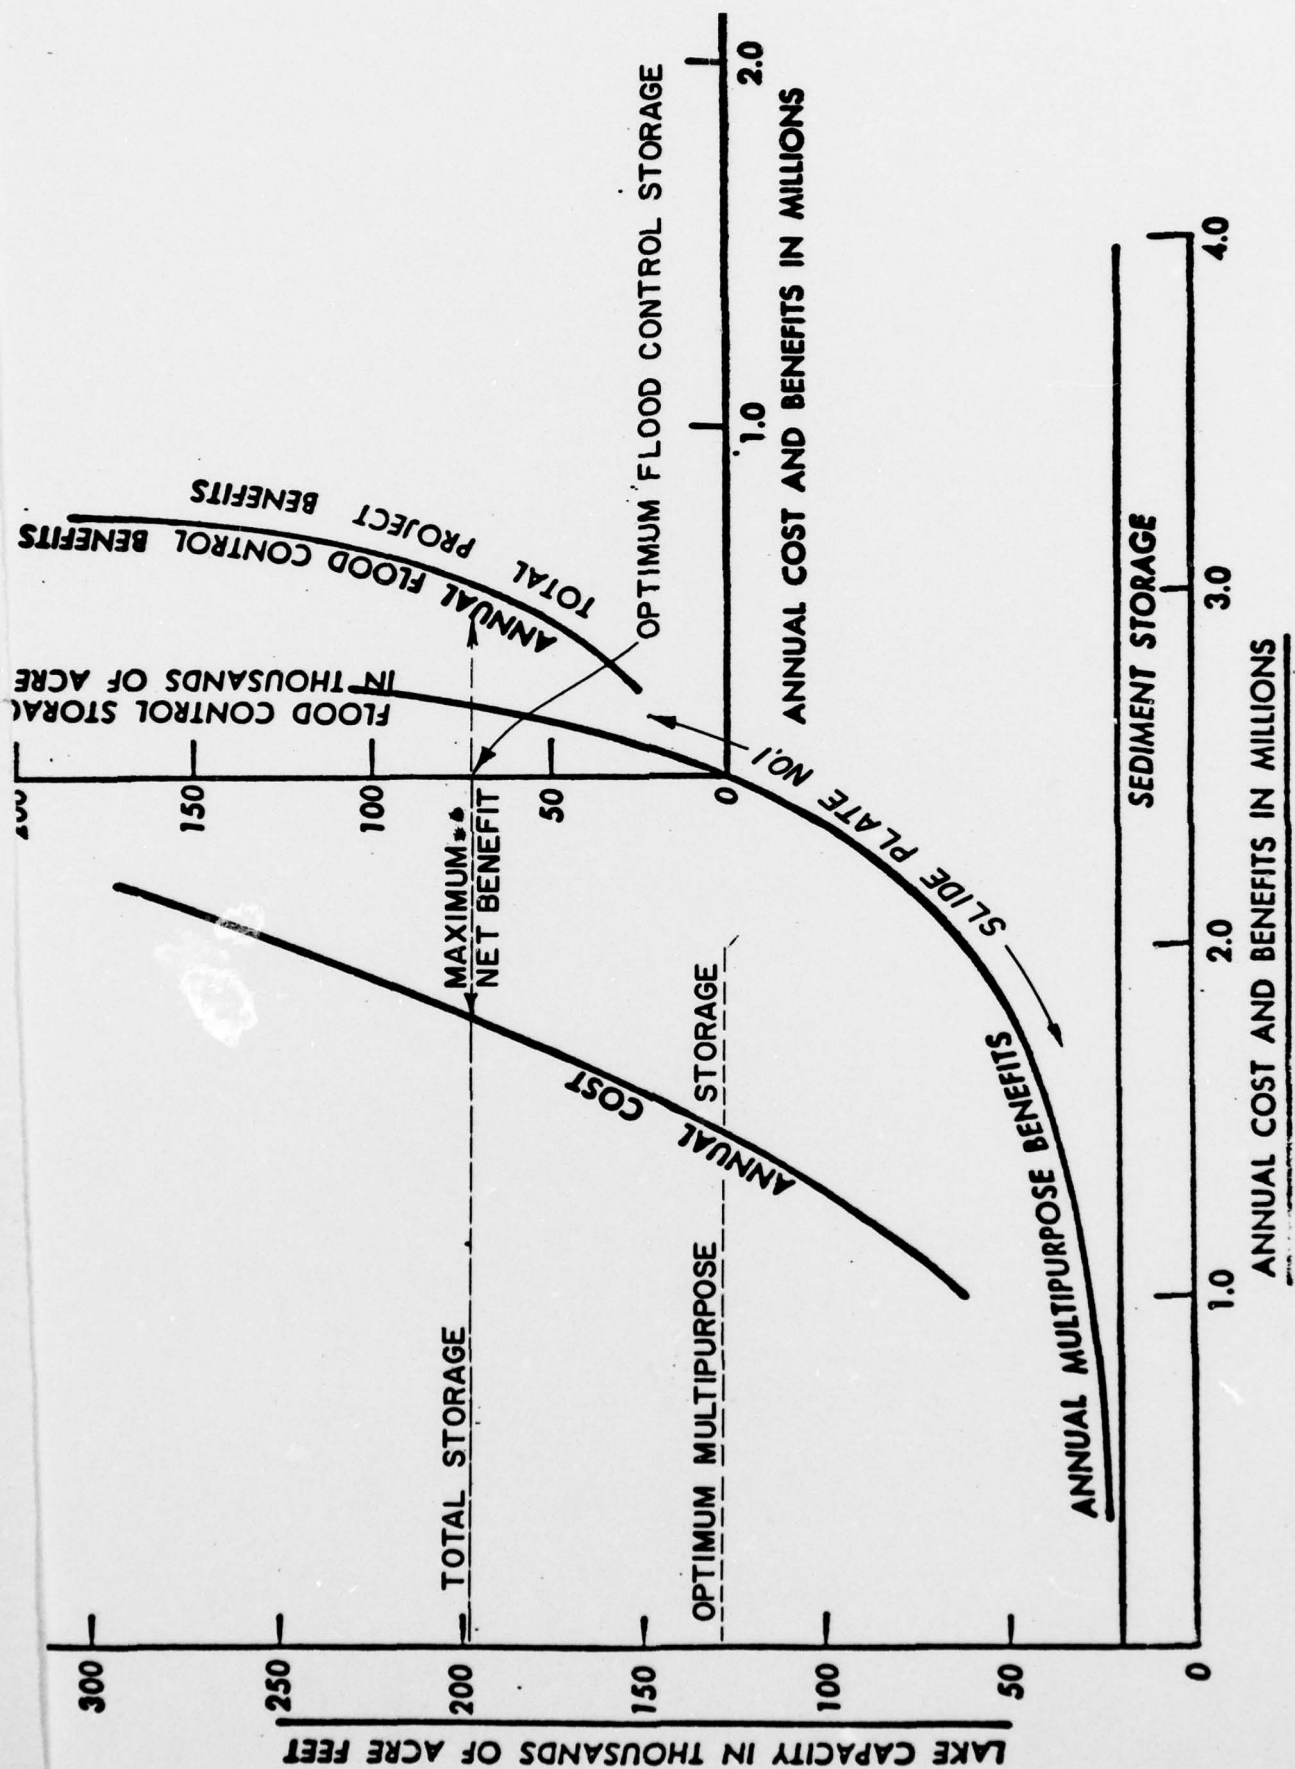 LAKE CAPACITY IN THOUSANDS OF ACRE FEET
300
250
200
150
100
50
0
1.0
2.0
3.0
4.0
ANNUAL COST AND BENEFITS IN MILLIONS
SEDIMENT STORAGE
TOTAL STORAGE
OPTIMUM MULTIPURPOSE STORAGE
ANNUAL COST
ANNUAL MULTIPURPOSE BENEFITS
SLIDE PLATE NO.1
MAXIMUM
NET BENEFIT
200
150
100
50
0
FLOOD CONTROL
IN THOUSANDS OF ACRE
ANNUAL FLOOD CONTROL BENEFITS
TOTAL PROJECT BENEFITS
OPTIMUM FLOOD CONTROL STORAGE
1.0
2.0
ANNUAL COST AND BENEFITS IN MILLIONS